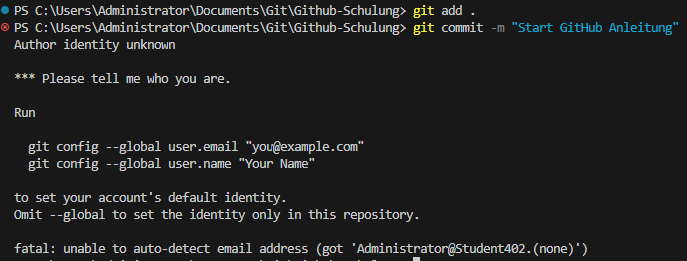 PS C:\Users\Administrator\Documents\Git\Github-Schulung> git add .
PS C:\Users\Administrator\Documents\Git\Github-Schulung> git commit -m "Start GitHub Anleitung"
Author identity unknown
*** Please tell me who you are.
Run
git config --global user.email "you@example.com"
git config --global user.name "Your Name"
to set your account's default identity.
Omit --global to set the identity only in this repository.
fatal: unable to auto-detect email address (got 'Administrator@Student402.(none)')